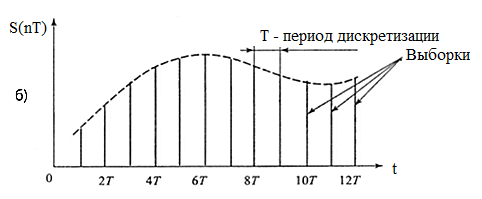 S(nT)
T - период дискретизации
Выборки
б)
0 2T 4T 6T 8T 10T 12T t